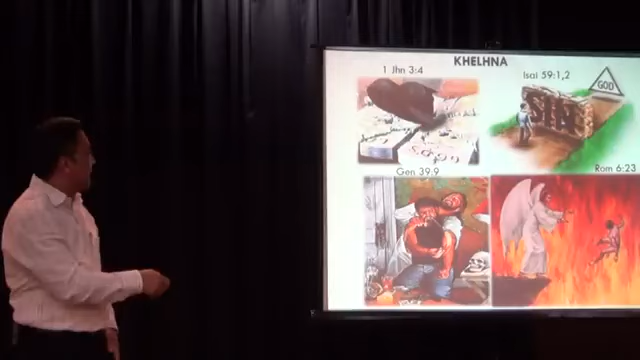 KHELHNA
1 Jhn 3:4
Isai 59:1,2
GOD
SIN
Gen 39:9
Rom 6:23